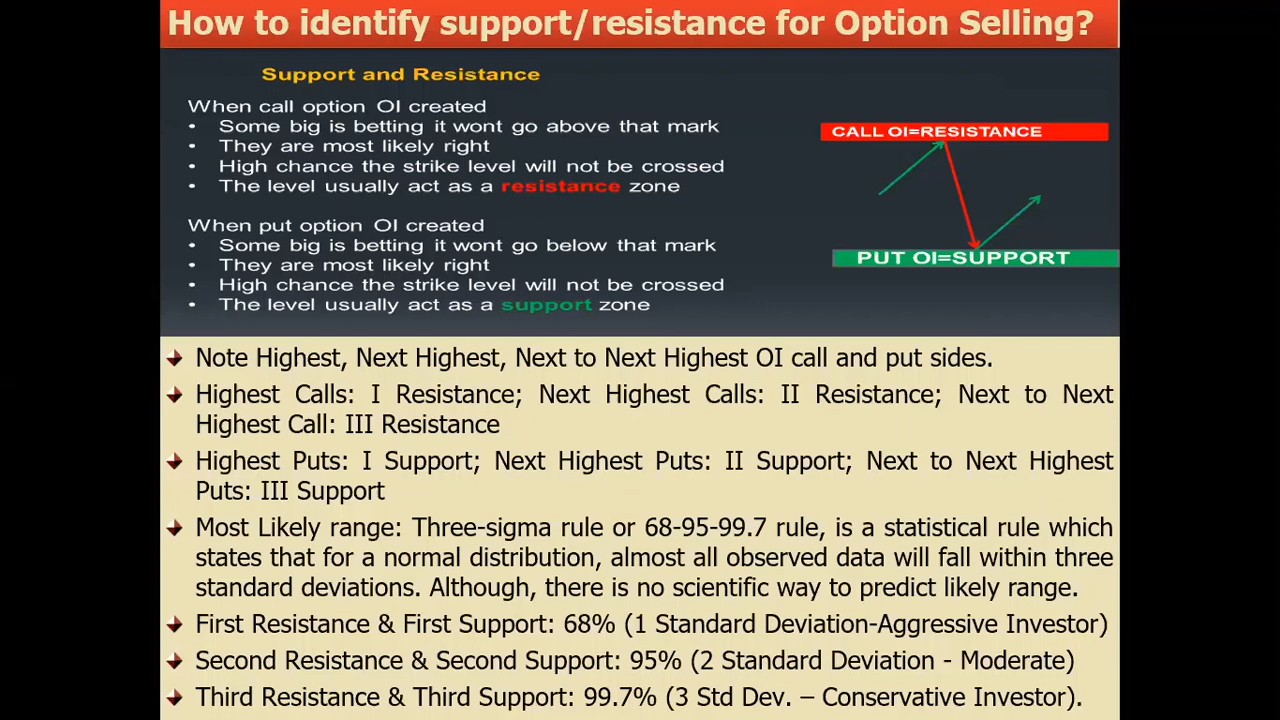 How to identify support/resistance for Option Selling?
Support and Resistance
When call option OI created
• Some big is betting it wont go above that mark
• They are most likely right
• High chance the strike level will not be crossed
• The level usually act as a resistance zone
When put option OI created
• Some big is betting it wont go below that mark
• They are most likely right
• High chance the strike level will not be crossed
• The level usually act as a support zone
CALL OI=RESISTANCE
PUT OI=SUPPORT
Note Highest, Next Highest, Next to Next Highest OI call and put sides.
Highest Calls: I Resistance; Next Highest Calls: II Resistance; Next to Next
Highest Call: III Resistance
Highest Puts: I Support; Next Highest Puts: II Support; Next to Next Highest
Puts: III Support
Most Likely range: Three-sigma rule or 68-95-99.7 rule, is a statistical rule which
states that for a normal distribution, almost all observed data will fall within three
standard deviations. Although, there is no scientific way to predict likely range.
First Resistance & First Support: 68% (1 Standard Deviation-Aggressive Investor)
Second Resistance & Second Support: 95% (2 Standard Deviation - Moderate)
Third Resistance & Third Support: 99.7% (3 Std Dev. – Conservative Investor).